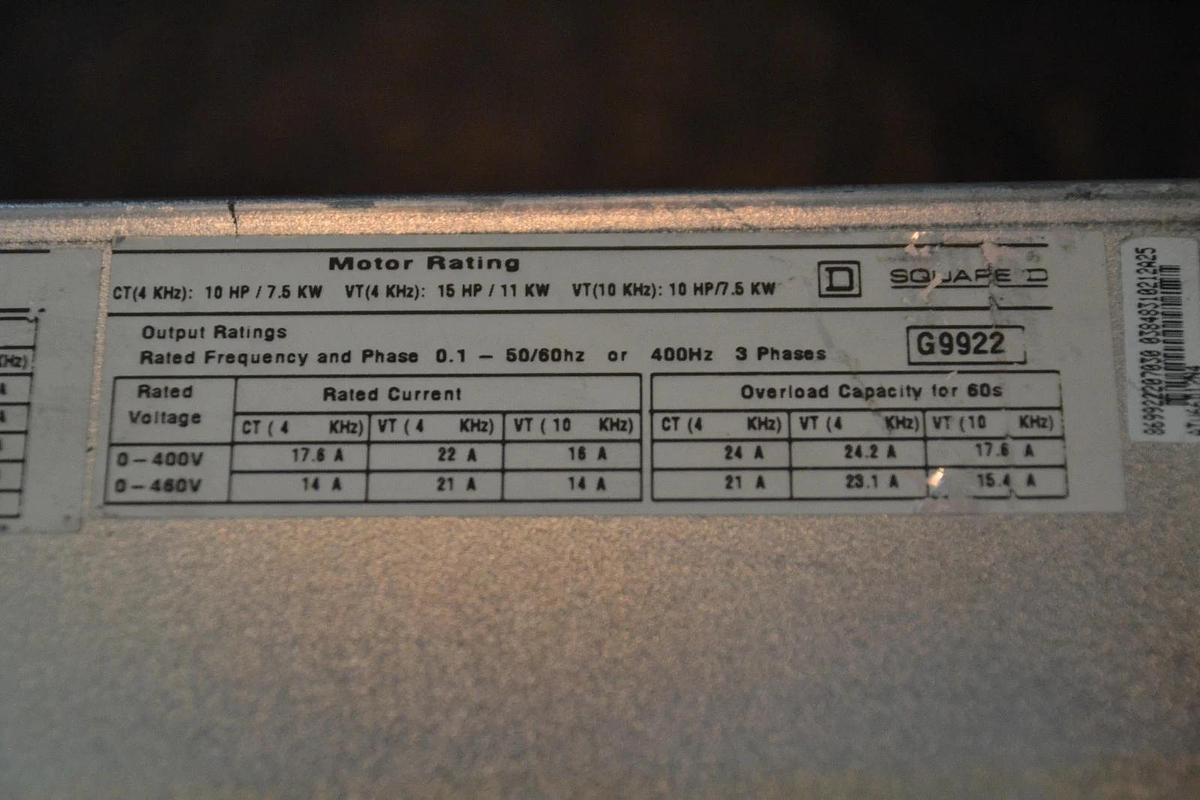 Motor Rating
CT(4 KHz): 10 HP / 7.5 KW VT(4 KHz): 15 HP / 11 KW VT(10 KHz): 10 HP/7.5 KW
D SQUARE D
Output Ratings
Rated Frequency and Phase 0.1 – 50/60hz or 400Hz 3 Phases
G9922
Rated Voltage Rated Current Overload Capacity for 60s
CT ( 4 KHz) VT ( 4 KHz) VT ( 10 KHz) CT ( 4 KHz) VT ( 4 KHz) VT (10 KHz)
0–400V 17.6 A 22 A 16 A 24 A 24.2 A 17.6 A
0–460V 14 A 21 A 14 A 21 A 23.1 A 15.4 A